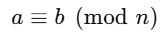 a ≡ b (mod n)